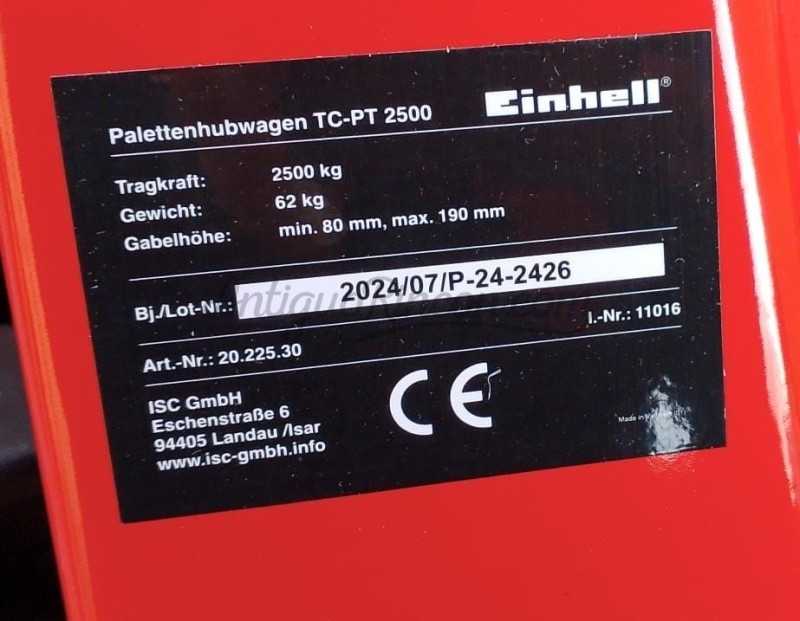 Palettenhubwagen TC-PT 2500
Einhell®
Tragkraft: 2500 kg
Gewicht: 62 kg
Gabelhöhe: min. 80 mm, max. 190 mm
Bj./Lot-Nr.: 2024/07/P-24-2426
Art.-Nr.: 20.225.30
I.-Nr.: 11016
ISC GmbH
Eschenstraße 6
94405 Landau /Isar
www.isc-gmbh.info
CE
Made in